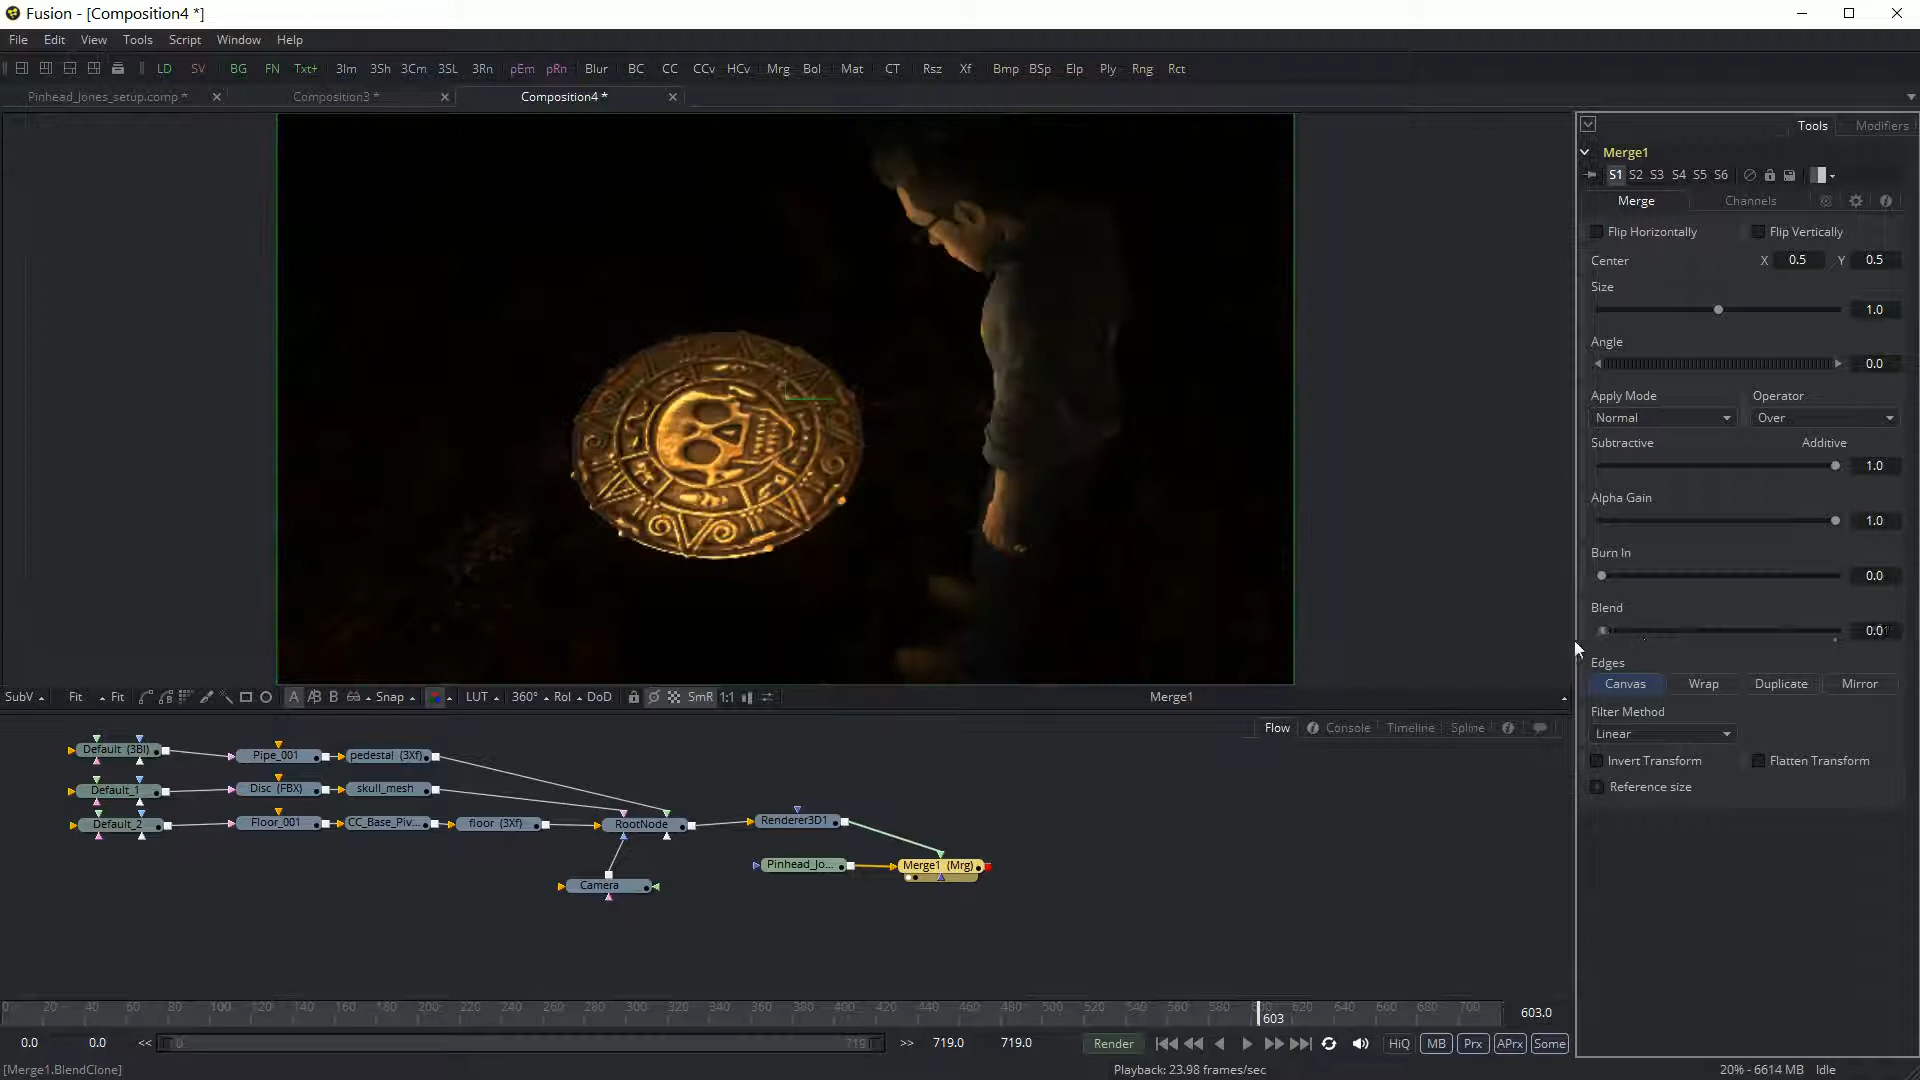 Fusion - [Composition4 *]
File Edit View Tools Script Window Help
LD SV BG FN Txt+ 3Im 3Sh 3Cm 3SL 3Rn pEm pRn Blur BC CC CCv HCv Mrg Bol Mat CT Rsz Xf Bmp BSp Elp Ply Rng Rct
Pinhead_Jones_setup.comp * Composition3 * Composition4 *
Tools Modifiers
Merge1
S1 S2 S3 S4 S5 S6
Merge Channels
Flip Horizontally Flip Vertically
Center X 0.5 Y 0.5
Size
1.0
Angle
0.0
Apply Mode Operator
Normal Over
Subtractive Additive
1.0
Alpha Gain
1.0
Burn In
0.0
Blend
0.01
Edges
Canvas Wrap Duplicate Mirror
Filter Method
Linear
Invert Transform Flatten Transform
Reference size
SubV Fit Fit A B Snap LUT 360° RoI DoD SmR 1:1 Merge1
Flow Console Timeline Spline
Default (3Bl) Pipe_001 pedestal (3Xf)
Default_1 Disc (FBX) skull_mesh
Default_2 Floor_001 CC_Base_Piv... floor (3Xf) RootNode Renderer3D1
Pinhead_Jo... Merge1 (Mrg)
Camera
0 20 40 60 80 100 120 140 160 180 200 220 240 260 280 300 320 340 360 380 400 420 440 460 480 500 520 540 560 580 620 640 660 680 700 603.0
603
0.0 0.0 << 0 719 >> 719.0 719.0 Render HiQ MB Prx APrx Some
[Merge1.BlendClone] Playback: 23.98 frames/sec 20% - 6614 MB Idle